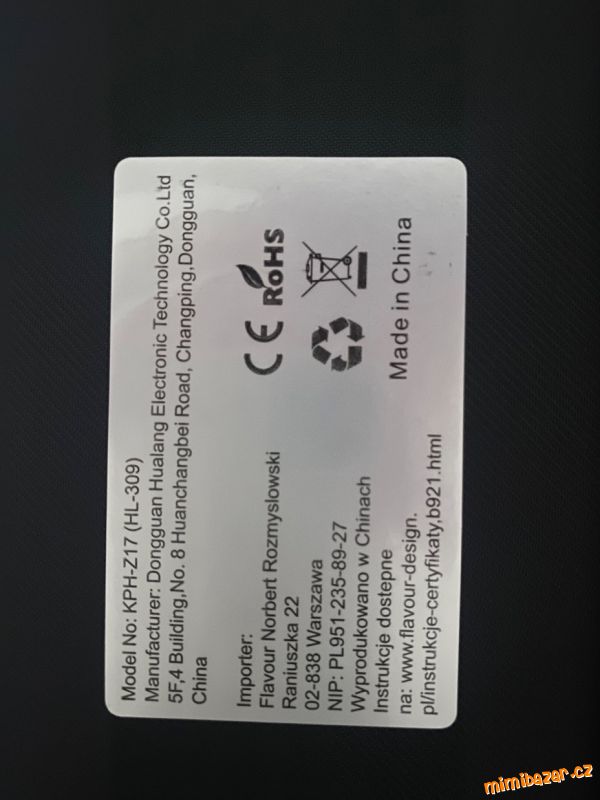 Model No: KPH-Z17 (HL-309)
Manufacturer: Dongguan Hualang Electronic Technology Co.Ltd
5F,4 Building,No. 8 Huanchangbei Road, Changping,Dongguan,
China
Importer:
Flavour Norbert Rozmyslowski
Raniuszka 22
02-838 Warszawa
NIP: PL951-235-89-27
Wyprodukowano w Chinach
Instrukcje dostępne
na: www.flavour-design.
pl/instrukcje-certyfikaty,b921.html
CE RoHS
Made in China
mimibazar.cz